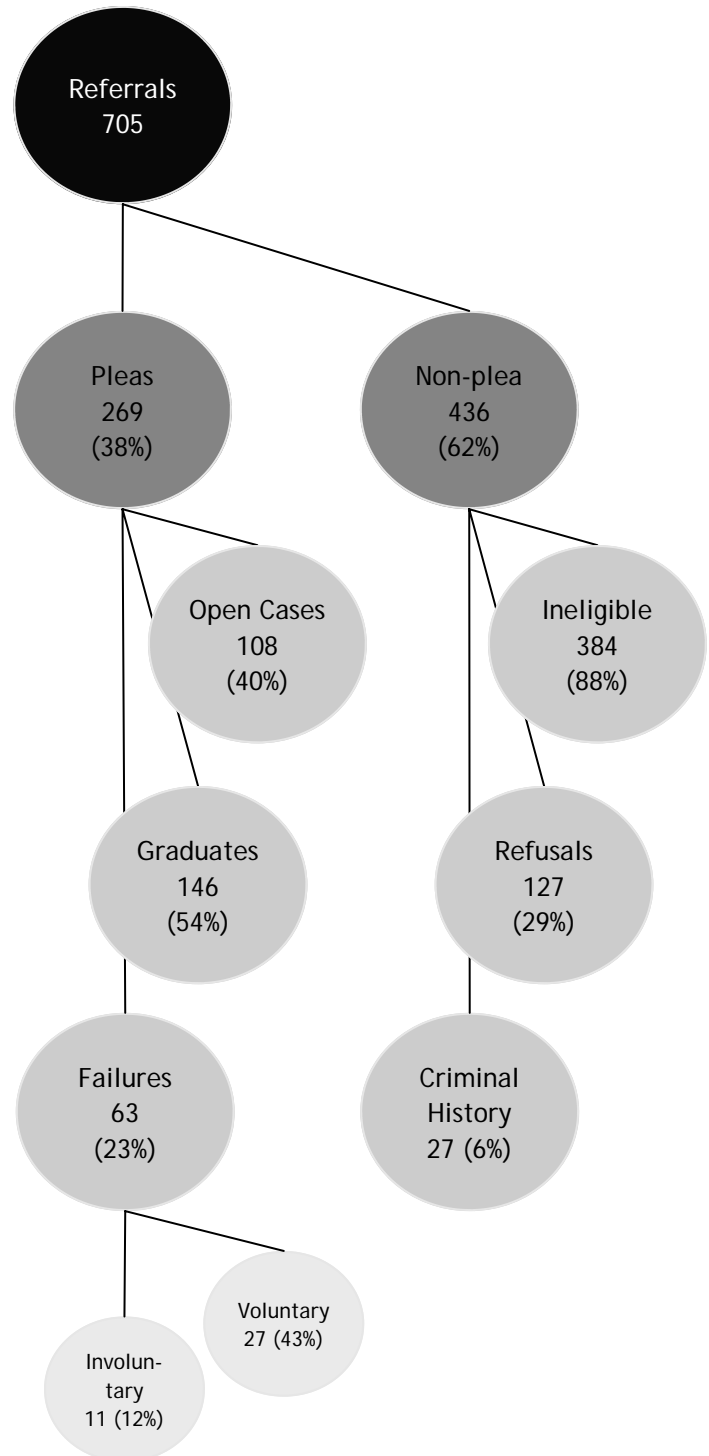 Referrals
705
Pleas
269
(38%)
Non-plea
436
(62%)
Open Cases
108
(40%)
Ineligible
384
(88%)
Graduates
146
(54%)
Refusals
127
(29%)
Failures
63
(23%)
Criminal
History
27 (6%)
Voluntary
27 (43%)
Involun-
tary
11 (12%)